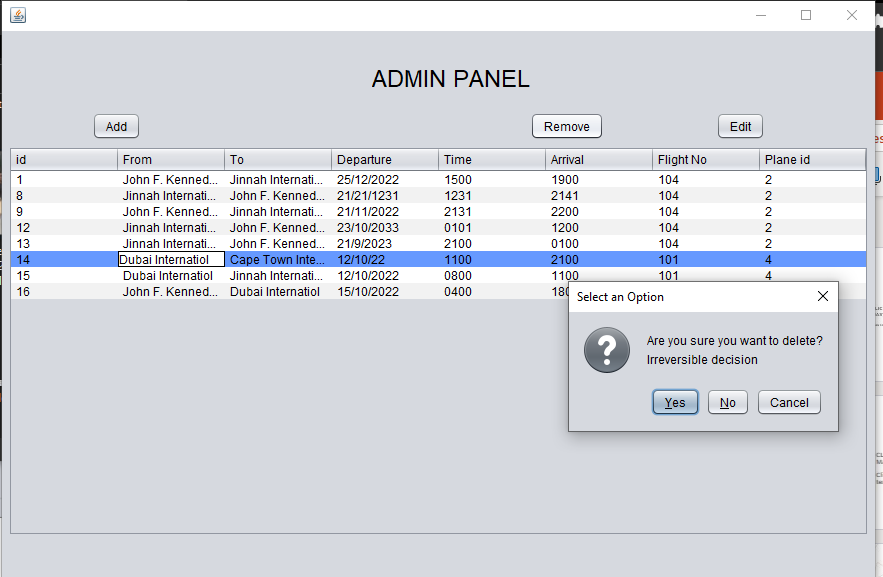 ADMIN PANEL
Add Remove Edit
id From To Departure Time Arrival Flight No Plane id
1 John F. Kenned... Jinnah Internati... 25/12/2022 1500 1900 104 2
8 Jinnah Internati... John F. Kenned... 21/21/1231 1231 2141 104 2
9 Jinnah Internati... John F. Kenned... 21/11/2022 2131 2200 104 2
12 Jinnah Internati... John F. Kenned... 23/10/2033 0101 1200 104 2
13 Jinnah Internati... John F. Kenned... 21/9/2023 2100 0100 104 2
14 Dubai Internatiol Cape Town Inte... 12/10/22 1100 2100 101 4
15 Dubai Internatiol Jinnah Internati... 12/10/2022 0800 1100 101 4
16 John F. Kenned... Dubai Internatiol 15/10/2022 0400
Select an Option
Are you sure you want to delete?
Irreversible decision
Yes No Cancel